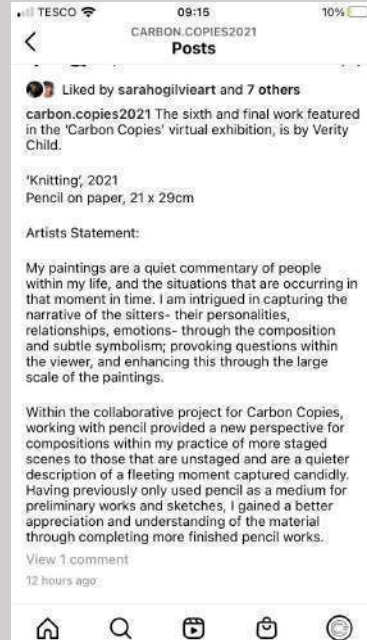 TESCO 09:15 10%
CARBON.COPIES2021
Posts
Liked by sarahogilvieart and 7 others
carbon.copies2021 The sixth and final work featured
in the 'Carbon Copies' virtual exhibition, is by Verity
Child.
'Knitting', 2021
Pencil on paper, 21 x 29cm
Artists Statement:
My paintings are a quiet commentary of people
within my life, and the situations that are occurring in
that moment in time. I am intrigued in capturing the
narrative of the sitters- their personalities,
relationships, emotions- through the composition
and subtle symbolism; provoking questions within
the viewer, and enhancing this through the large
scale of the paintings.
Within the collaborative project for Carbon Copies,
working with pencil provided a new perspective for
compositions within my practice of more staged
scenes to those that are unstaged and are a quieter
description of a fleeting moment captured candidly.
Having previously only used pencil as a medium for
preliminary works and sketches, I gained a better
appreciation and understanding of the material
through completing more finished pencil works.
View 1 comment
12 hours ago